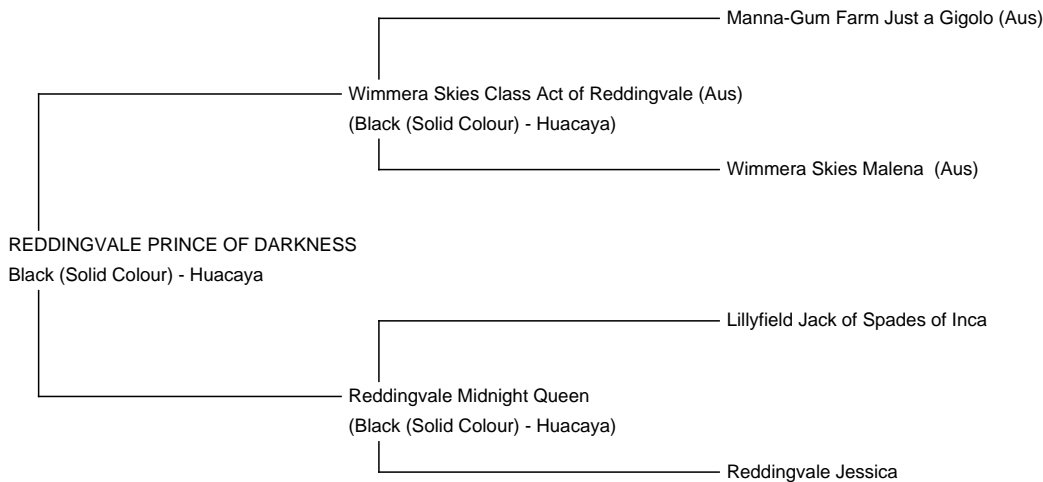 Manna-Gum Farm Just a Gigolo (Aus)
Wimmera Skies Class Act of Reddingvale (Aus)
(Black (Solid Colour) - Huacaya)
Wimmera Skies Malena  (Aus)
REDDINGVALE PRINCE OF DARKNESS
Black (Solid Colour) - Huacaya
Lillyfield Jack of Spades of Inca
Reddingvale Midnight Queen
(Black (Solid Colour) - Huacaya)
Reddingvale Jessica